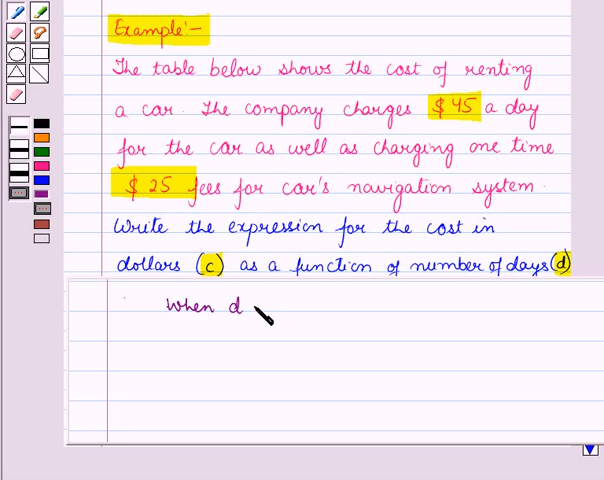 Example:-
The table below shows the cost of renting
a car. The company charges $45 a day
for the car as well as charging one time
$25 fees for car's navigation system.
Write the expression for the cost in
dollars (c) as a function of number of days (d)
When d